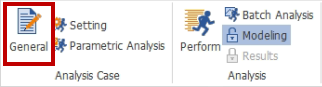 General
Setting
Parametric Analysis
Analysis Case
Perform
Batch Analysis
Modeling
Results
Analysis